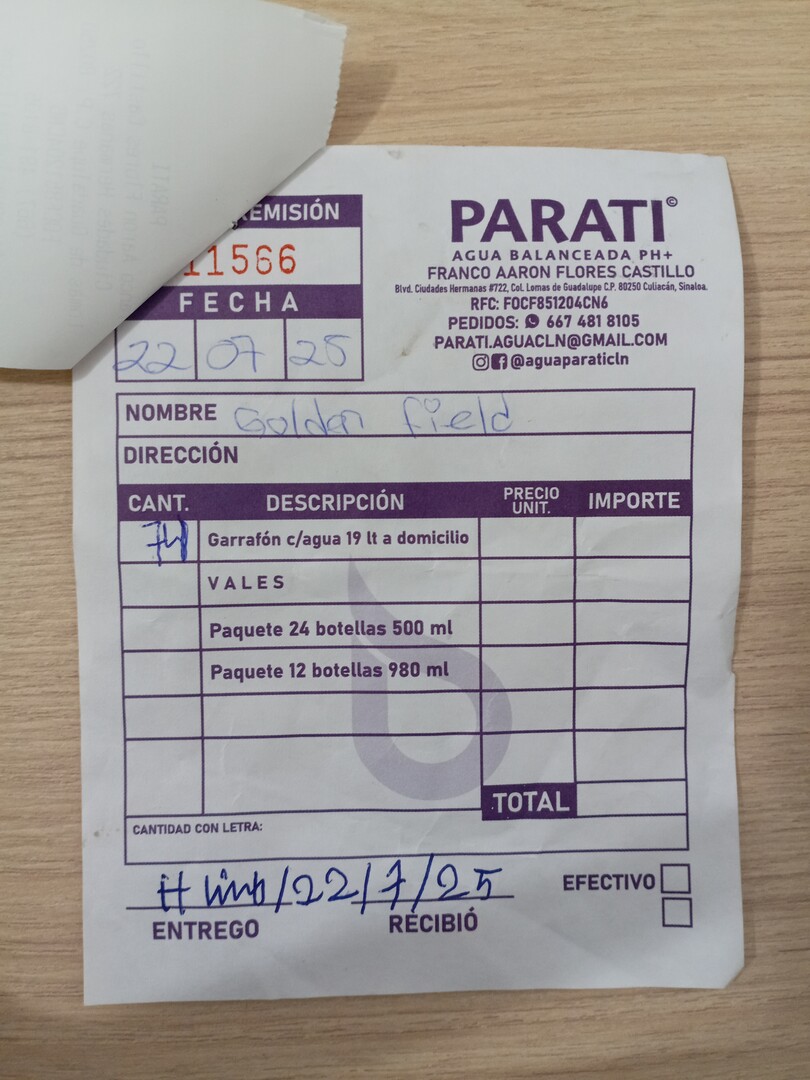 REMISIÓN
11566
FECHA
22 07 25
PARATI©
AGUA BALANCEADA PH+
FRANCO AARON FLORES CASTILLO
Blvd. Ciudades Hermanas #722, Col. Lomas de Guadalupe C.P. 80250 Culiacán, Sinaloa.
RFC: FOCF851204CN6
PEDIDOS: 667 481 8105
PARATI.AGUACLN@GMAIL.COM
@aguaparaticln
NOMBRE Golden field
DIRECCIÓN
CANT. DESCRIPCIÓN PRECIO UNIT. IMPORTE
74 Garrafón c/agua 19 lt a domicilio
VALES
Paquete 24 botellas 500 ml
Paquete 12 botellas 980 ml
TOTAL
CANTIDAD CON LETRA:
/22/7/25
EFECTIVO
ENTREGO RECIBIÓ